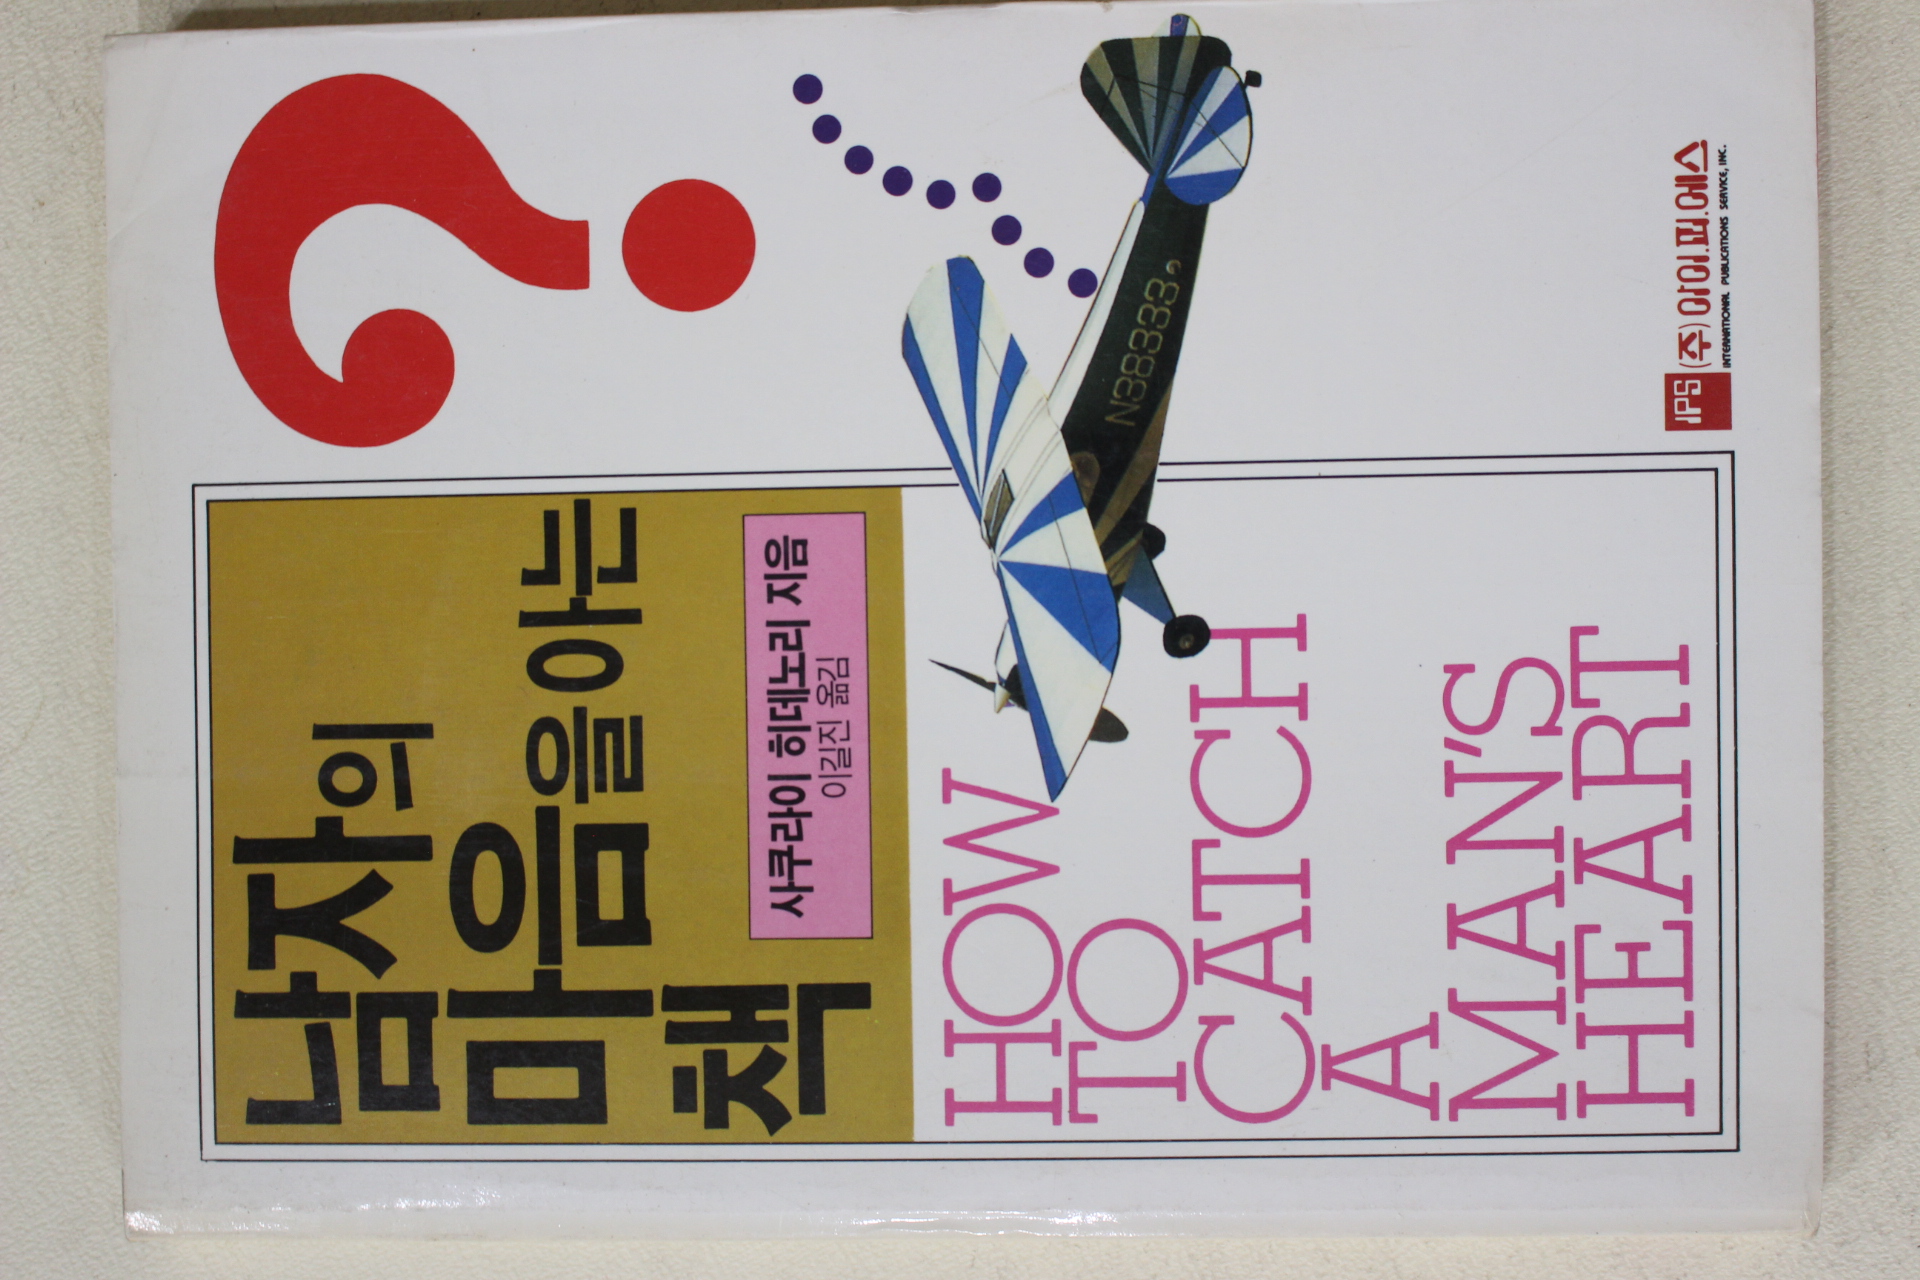 남자의
마음을 아는
책
사쿠라이 히데노리 지음
이길진 옮김
HOW
TO
CATCH
A
MAN'S
HEART
N38333
IPS
(주)아이.피.에스
INTERNATIONAL PUBLICATIONS SERVICE, INC.